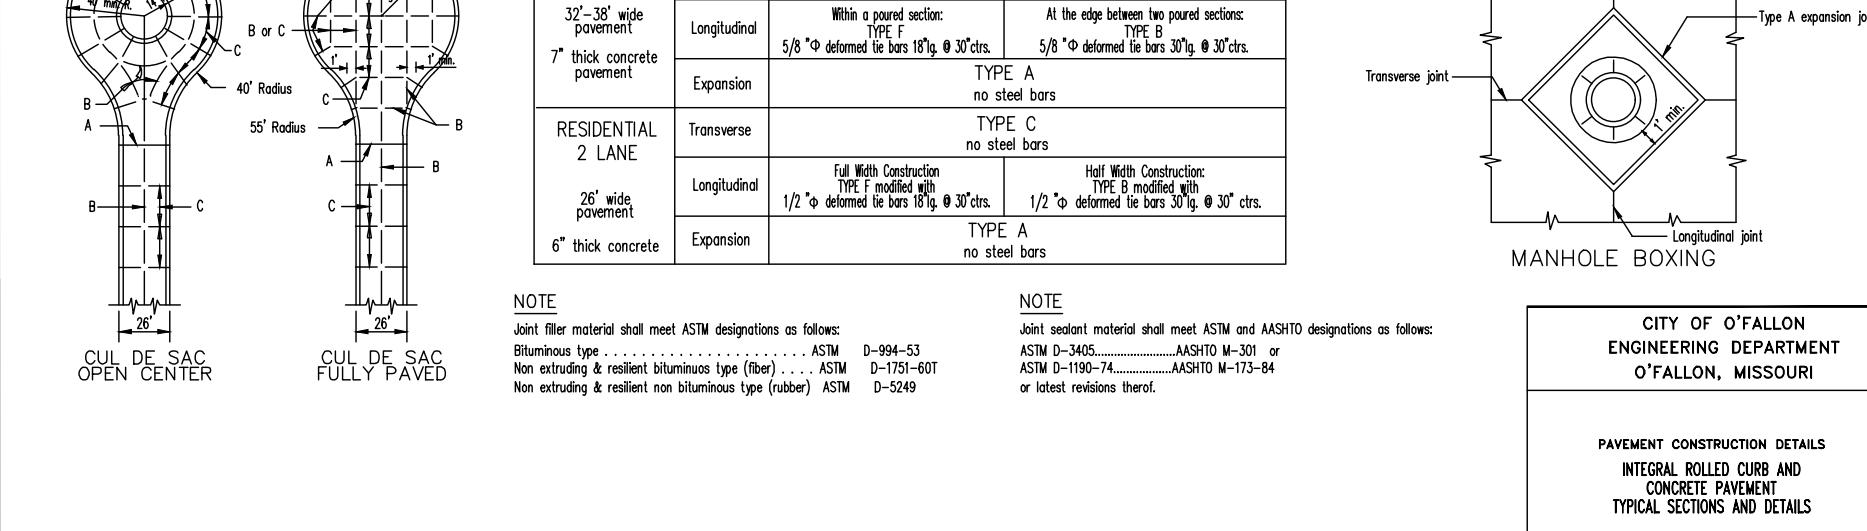 40' min. R.
14'
C
40' Radius
B
A
B
C
26'
CUL DE SAC
OPEN CENTER
B or C
1'
1' min.
C
55' Radius
B
A
B
C
26'
CUL DE SAC
FULLY PAVED
32'-38' wide
pavement
7" thick concrete
pavement
Longitudinal
Within a poured section:
TYPE F
5/8 "Φ deformed tie bars 18"lg. @ 30"ctrs.
At the edge between two poured sections:
TYPE B
5/8 "Φ deformed tie bars 30"lg. @ 30"ctrs.
Expansion
TYPE A
no steel bars
RESIDENTIAL
2 LANE
26' wide
pavement
6" thick concrete
Transverse
TYPE C
no steel bars
Longitudinal
Full Width Construction
TYPE F modified with
1/2 "Φ deformed tie bars 18"lg. @ 30"ctrs.
Half Width Construction:
TYPE B modified with
1/2 "Φ deformed tie bars 30"lg. @ 30" ctrs.
Expansion
TYPE A
no steel bars
NOTE
Joint filler material shall meet ASTM designations as follows:
Bituminous type . . . . . . . . . . . . . . . . . . . . . . . ASTM D-994-53
Non extruding & resilient bituminuos type (fiber) . . . . ASTM D-1751-60T
Non extruding & resilient non bituminous type (rubber) ASTM D-5249
NOTE
Joint sealant material shall meet ASTM and AASHTO designations as follows:
ASTM D-3405.........................AASHTO M-301 or
ASTM D-1190-74..................AASHTO M-173-84
or latest revisions therof.
Type A expansion jo
Transverse joint
1' min.
Longitudinal joint
MANHOLE BOXING
CITY OF O'FALLON
ENGINEERING DEPARTMENT
O'FALLON, MISSOURI
PAVEMENT CONSTRUCTION DETAILS
INTEGRAL ROLLED CURB AND
CONCRETE PAVEMENT
TYPICAL SECTIONS AND DETAILS